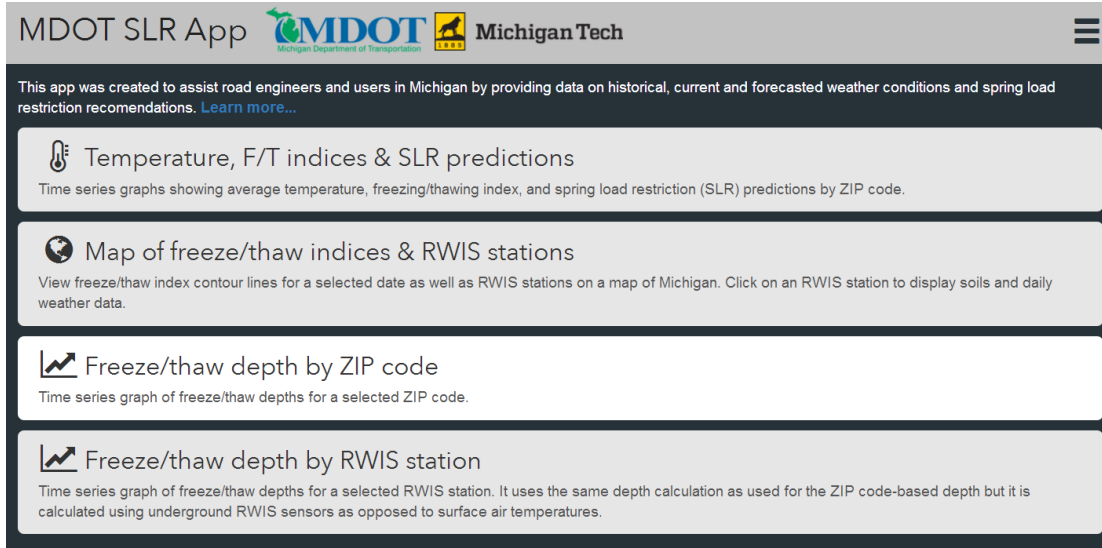 MDOT SLR App
MDOT
Michigan Department of Transportation
1885
Michigan Tech
This app was created to assist road engineers and users in Michigan by providing data on historical, current and forecasted weather conditions and spring load
restriction recomendations. Learn more...
Temperature, F/T indices & SLR predictions
Time series graphs showing average temperature, freezing/thawing index, and spring load restriction (SLR) predictions by ZIP code.
Map of freeze/thaw indices & RWIS stations
View freeze/thaw index contour lines for a selected date as well as RWIS stations on a map of Michigan. Click on an RWIS station to display soils and daily
weather data.
Freeze/thaw depth by ZIP code
Time series graph of freeze/thaw depths for a selected ZIP code.
Freeze/thaw depth by RWIS station
Time series graph of freeze/thaw depths for a selected RWIS station. It uses the same depth calculation as used for the ZIP code-based depth but it is
calculated using underground RWIS sensors as opposed to surface air temperatures.